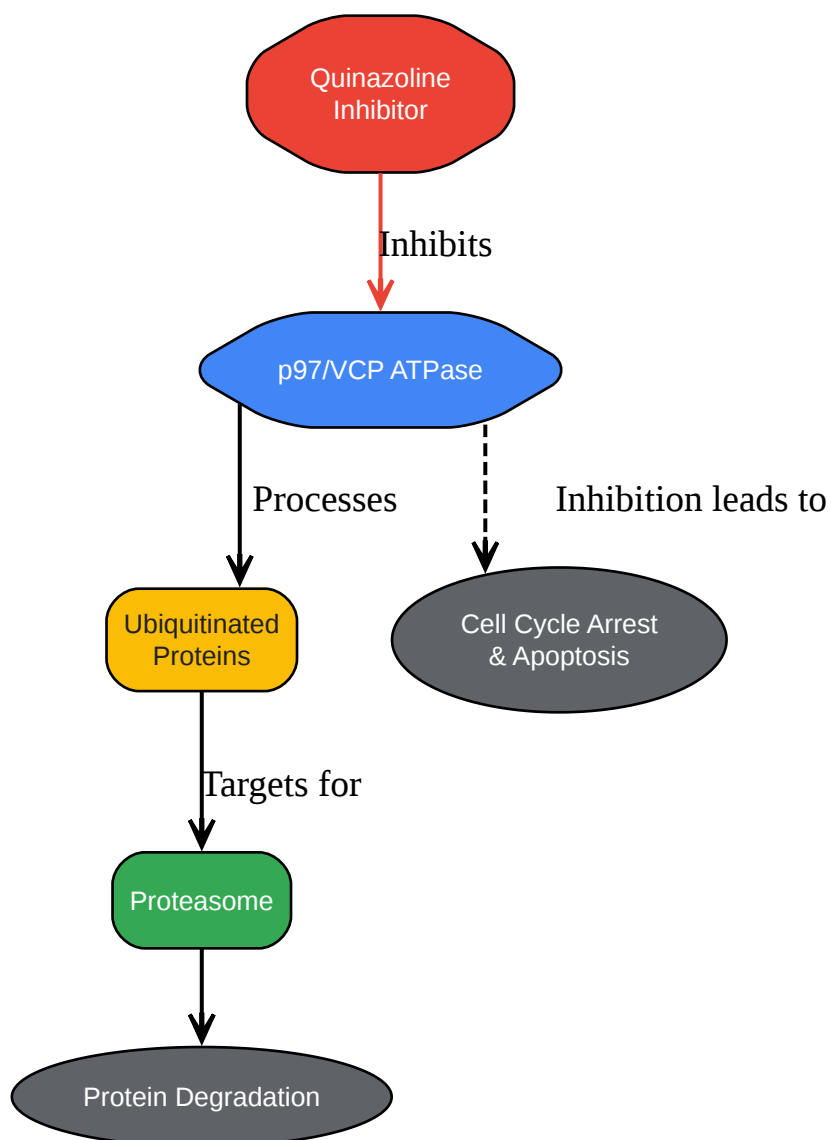 Quinazoline
Inhibitor
Inhibits
p97/VCP ATPase
Processes
Inhibition leads to
Ubiquitinated
Proteins
Cell Cycle Arrest
& Apoptosis
Targets for
Proteasome
Protein Degradation